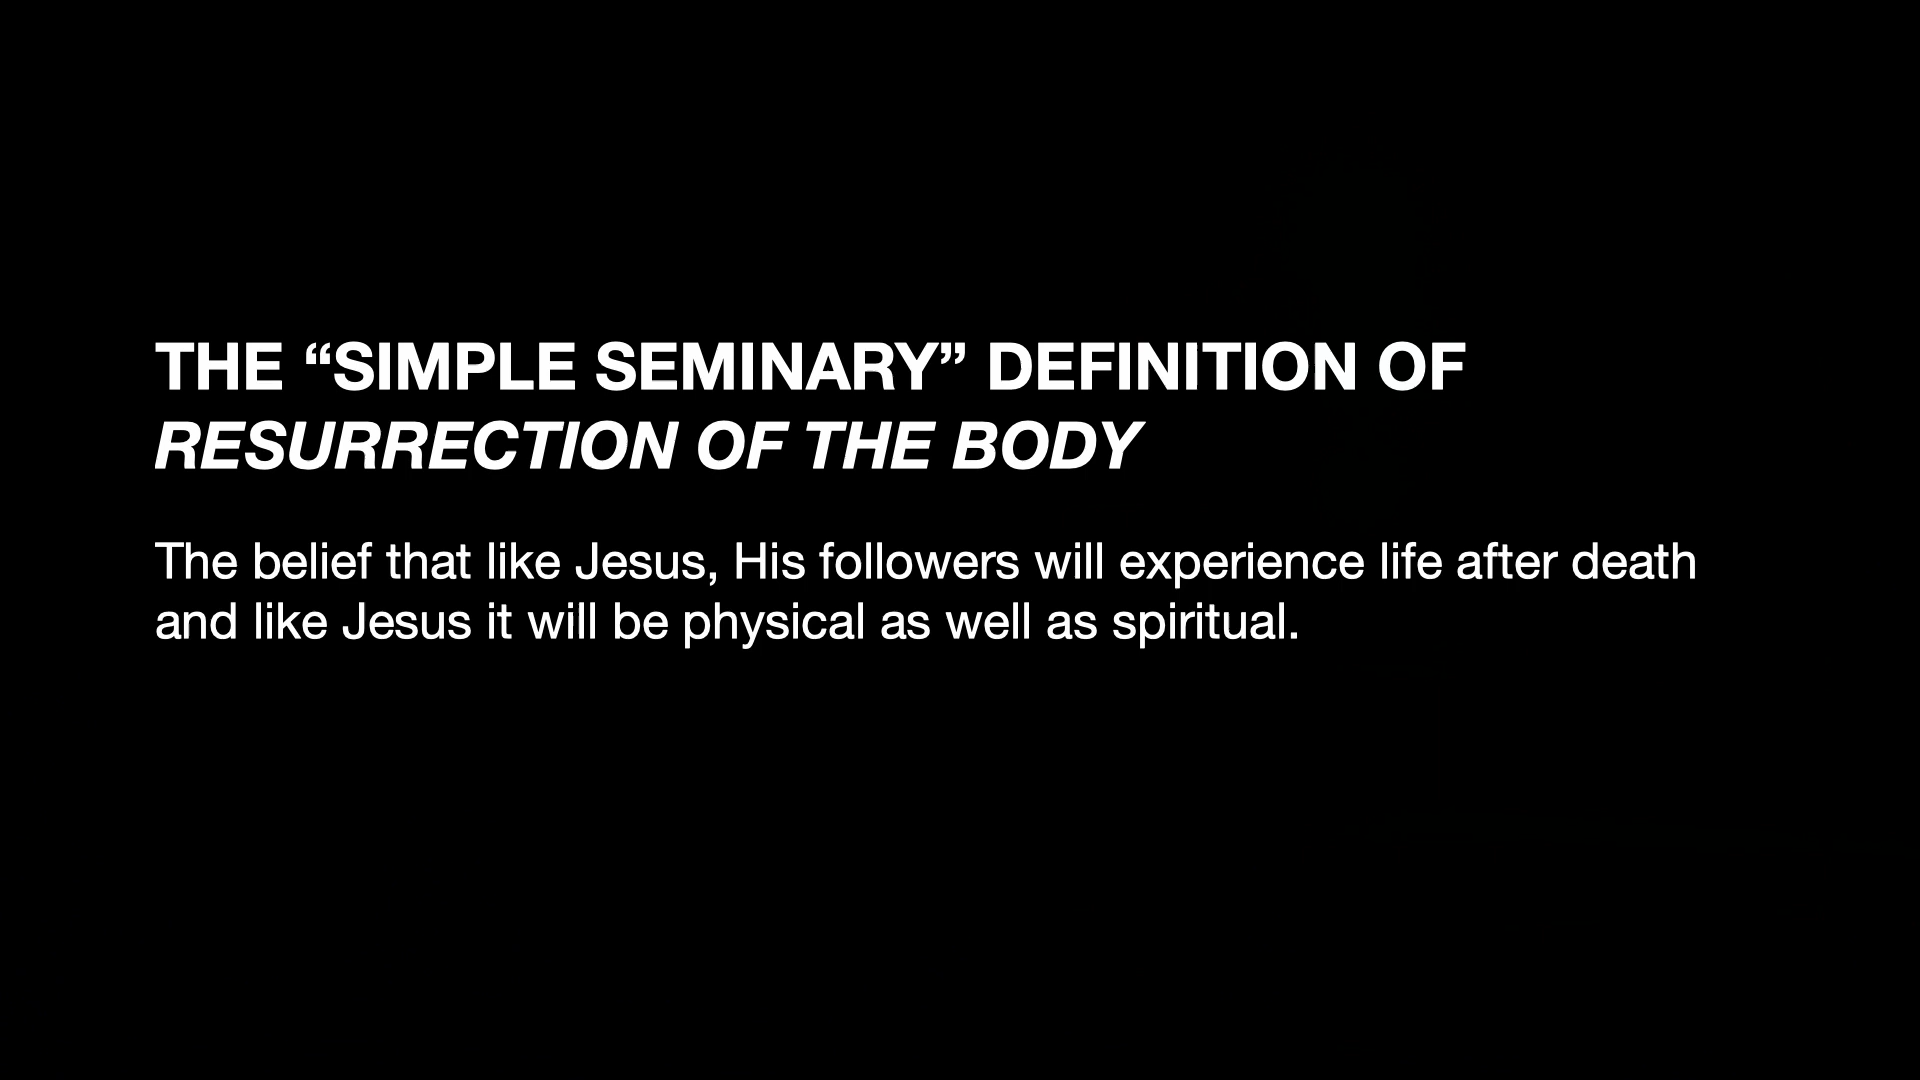 THE “SIMPLE SEMINARY” DEFINITION OF
RESURRECTION OF THE BODY
The belief that like Jesus, His followers will experience life after death
and like Jesus it will be physical as well as spiritual.